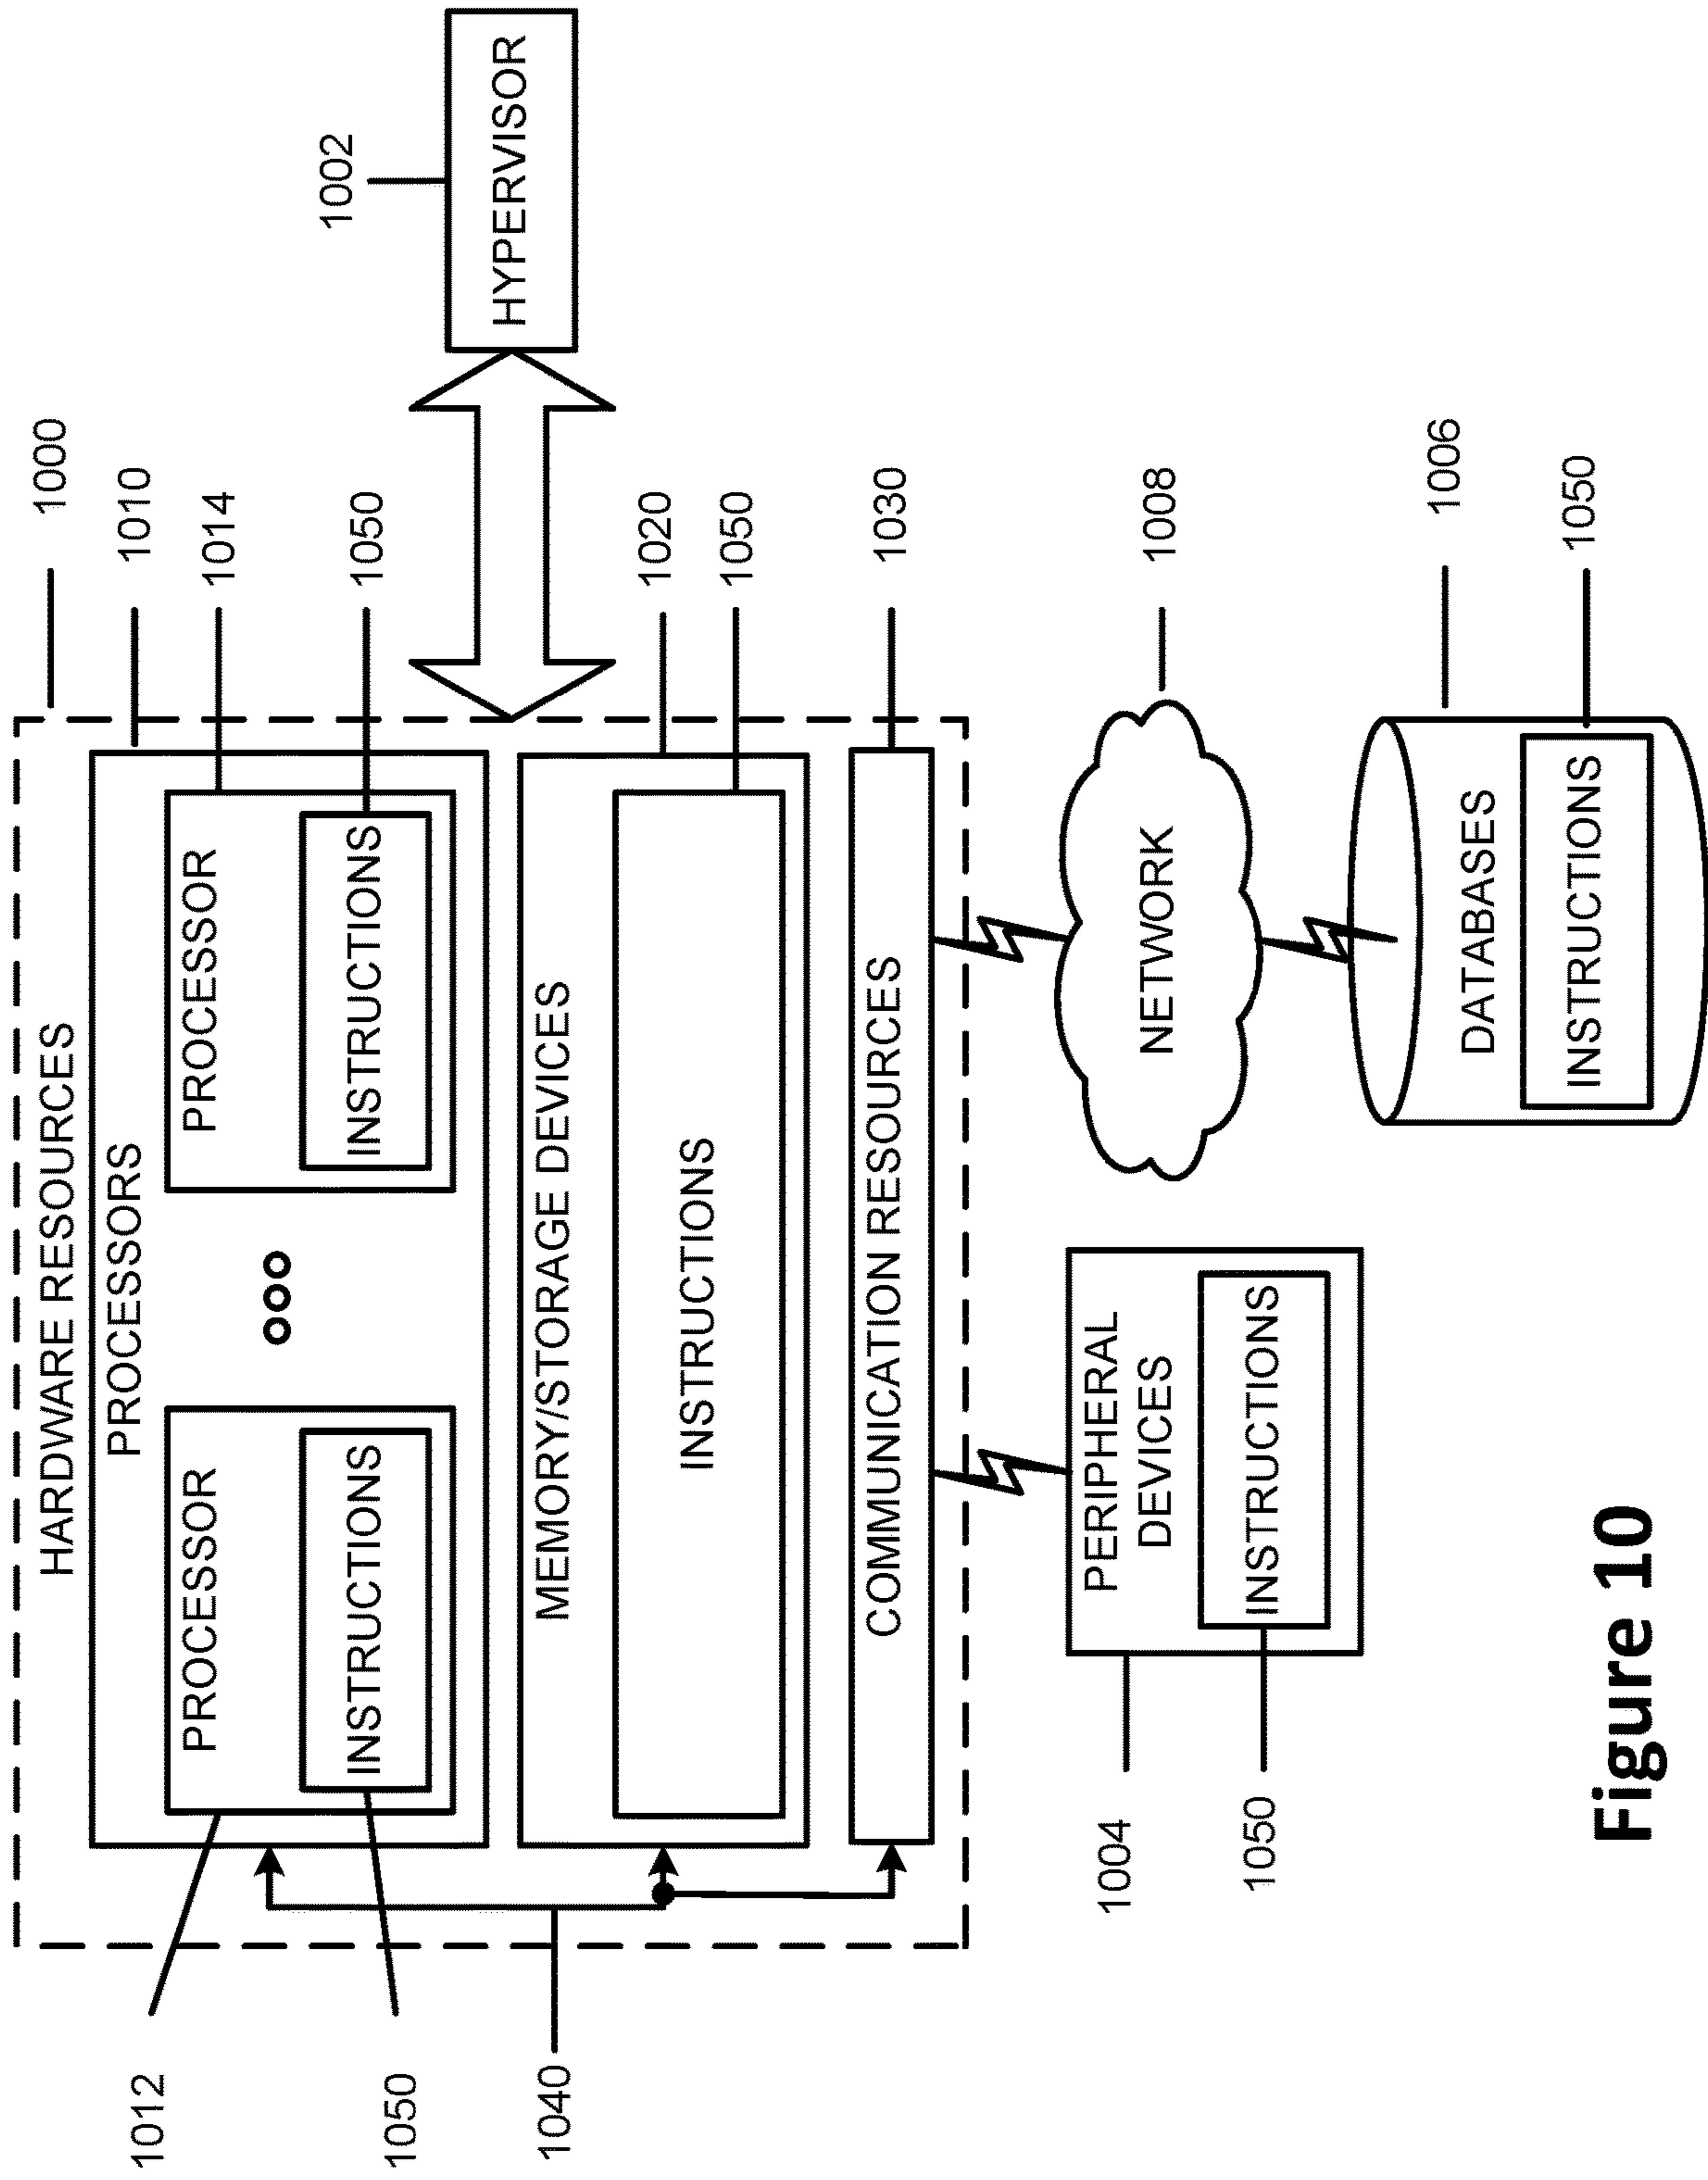 HARDWARE RESOURCES
1000
PROCESSORS
1010
PROCESSOR
PROCESSOR
1014
1012
INSTRUCTIONS
INSTRUCTIONS
1050
1050
1002
HYPERVISOR
1040
MEMORY/STORAGE DEVICES
1020
INSTRUCTIONS
1050
COMMUNICATION RESOURCES
1030
1004
PERIPHERAL
DEVICES
1050
INSTRUCTIONS
NETWORK
1008
DATABASES
1006
INSTRUCTIONS
1050
Figure 10